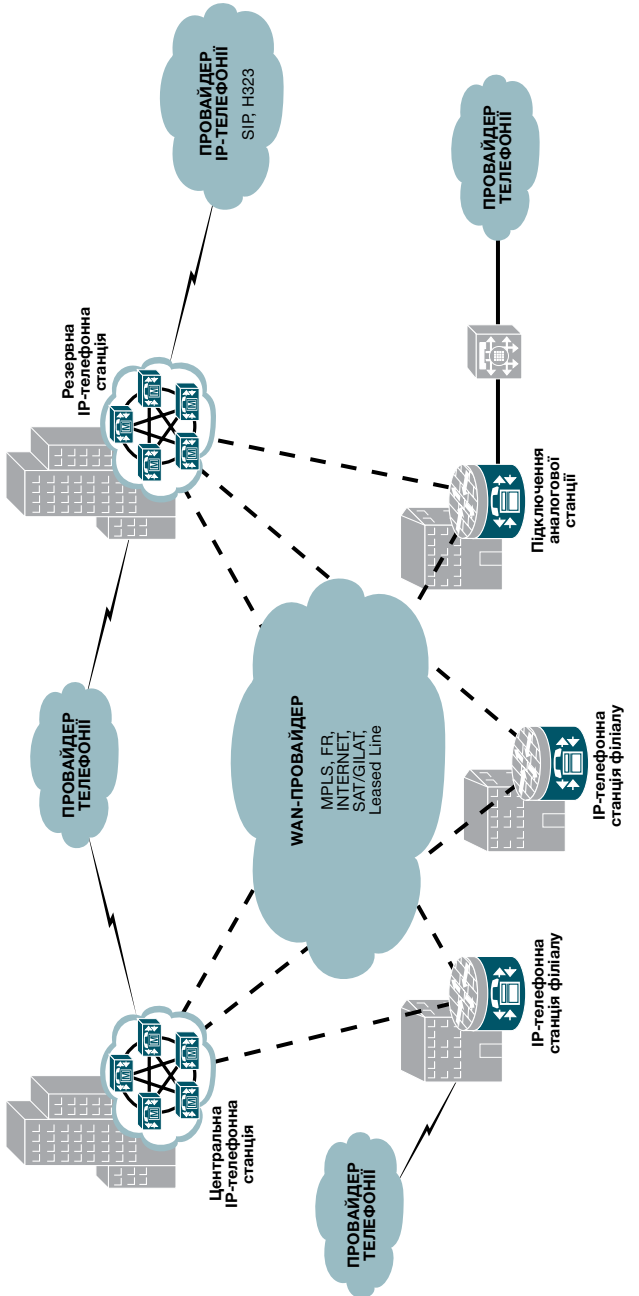 Центральна
IP-телефонна
станція
ПРОВАЙДЕР
ТЕЛЕФОНІЇ
Резервна
IP-телефонна
станція
ПРОВАЙДЕР
IP-ТЕЛЕФОНІЇ
SIP, H323
WAN-ПРОВАЙДЕР
MPLS, FR,
INTERNET,
SAT/GILAT,
Leased Line
ПРОВАЙДЕР
ТЕЛЕФОНІЇ
IP-телефонна
станція філіалу
IP-телефонна
станція філіалу
Підключення
аналогової
станції
ПРОВАЙДЕР
ТЕЛЕФОНІЇ
M
M
M
M
M
M
M
M
M
M